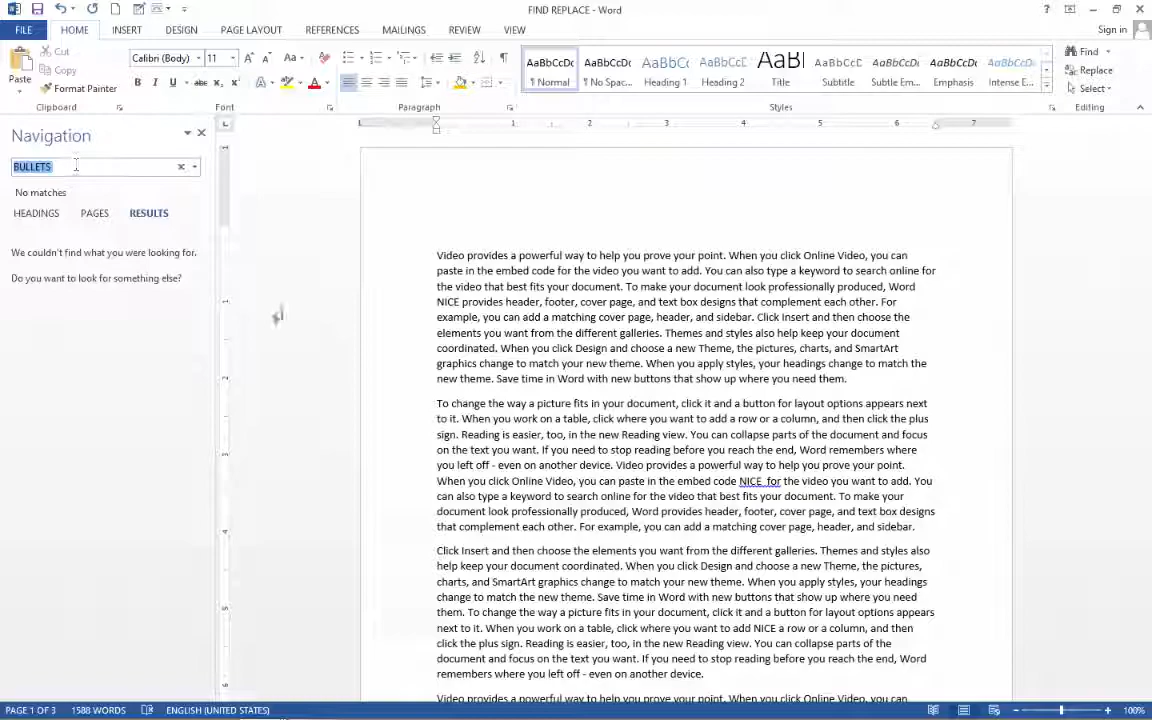 FIND REPLACE - Word
Sign in
FILE HOME INSERT DESIGN PAGE LAYOUT REFERENCES MAILINGS REVIEW VIEW
Paste
Cut
Copy
Format Painter
Clipboard
Calibri (Body) 11
Font
Paragraph
AaBbCcDc AaBbCcDc AaBbCc AaBbCcE AaBl AaBbCcD AaBbCcDc AaBbCcDc AaBbCcDc
¶ Normal ¶ No Spac... Heading 1 Heading 2 Title Subtitle Subtle Em... Emphasis Intense E...
Styles
Find
Replace
Select
Editing
Navigation
BULLETS
No matches
HEADINGS PAGES RESULTS
We couldn't find what you were looking for.
Do you want to look for something else?
1 1 2 3 4 5 6 7
Video provides a powerful way to help you prove your point. When you click Online Video, you can
paste in the embed code for the video you want to add. You can also type a keyword to search online for
the video that best fits your document. To make your document look professionally produced, Word
NICE provides header, footer, cover page, and text box designs that complement each other. For
example, you can add a matching cover page, header, and sidebar. Click Insert and then choose the
elements you want from the different galleries. Themes and styles also help keep your document
coordinated. When you click Design and choose a new Theme, the pictures, charts, and SmartArt
graphics change to match your new theme. When you apply styles, your headings change to match the
new theme. Save time in Word with new buttons that show up where you need them.
To change the way a picture fits in your document, click it and a button for layout options appears next
to it. When you work on a table, click where you want to add a row or a column, and then click the plus
sign. Reading is easier, too, in the new Reading view. You can collapse parts of the document and focus
on the text you want. If you need to stop reading before you reach the end, Word remembers where
you left off - even on another device. Video provides a powerful way to help you prove your point.
When you click Online Video, you can paste in the embed code NICE for the video you want to add. You
can also type a keyword to search online for the video that best fits your document. To make your
document look professionally produced, Word provides header, footer, cover page, and text box designs
that complement each other. For example, you can add a matching cover page, header, and sidebar.
Click Insert and then choose the elements you want from the different galleries. Themes and styles also
help keep your document coordinated. When you click Design and choose a new Theme, the pictures,
charts, and SmartArt graphics change to match your new theme. When you apply styles, your headings
change to match the new theme. Save time in Word with new buttons that show up where you need
them. To change the way a picture fits in your document, click it and a button for layout options appears
next to it. When you work on a table, click where you want to add NICE a row or a column, and then
click the plus sign. Reading is easier, too, in the new Reading view. You can collapse parts of the
document and focus on the text you want. If you need to stop reading before you reach the end, Word
remembers where you left off - even on another device.
Video provides a powerful way to help you prove your point. When you click Online Video, you can
PAGE 1 OF 3 1588 WORDS ENGLISH (UNITED STATES) 100%